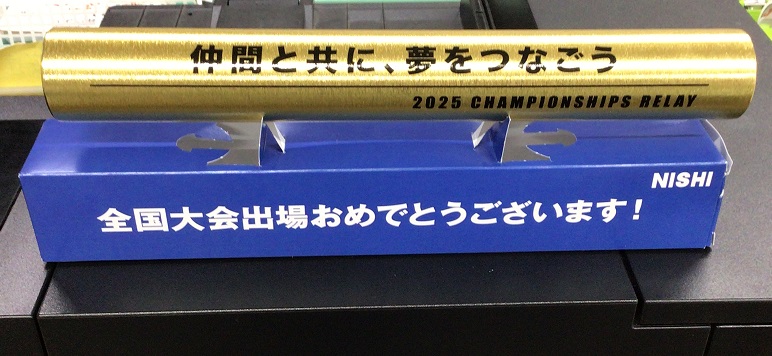 仲間と共に、夢をつなごう
2025 CHAMPIONSHIPS RELAY
NISHI
全国大会出場おめでとうございます!